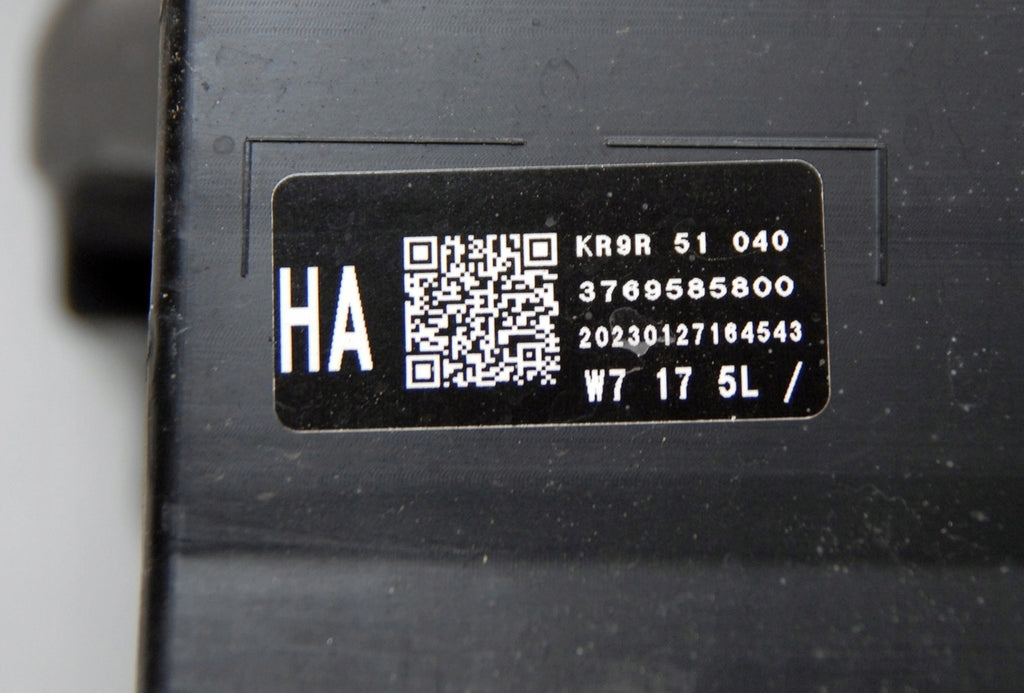 HA
KR9R 51 040
3769585800
20230127164543
W7 17 5L /